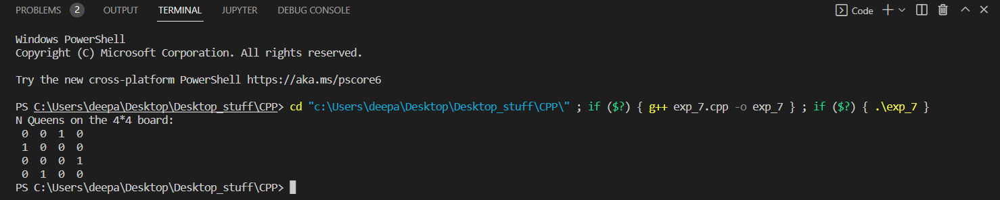 PROBLEMS 2 OUTPUT TERMINAL JUPYTER DEBUG CONSOLE Code
Windows PowerShell
Copyright (C) Microsoft Corporation. All rights reserved.
Try the new cross-platform PowerShell https://aka.ms/pscore6
PS C:\Users\deepa\Desktop\Desktop_stuff\CPP> cd "c:\Users\deepa\Desktop\Desktop_stuff\CPP\" ; if ($?) { g++ exp_7.cpp -o exp_7 } ; if ($?) { .\exp_7 }
N Queens on the 4*4 board:
0 0 1 0
1 0 0 0
0 0 0 1
0 1 0 0
PS C:\Users\deepa\Desktop\Desktop_stuff\CPP>